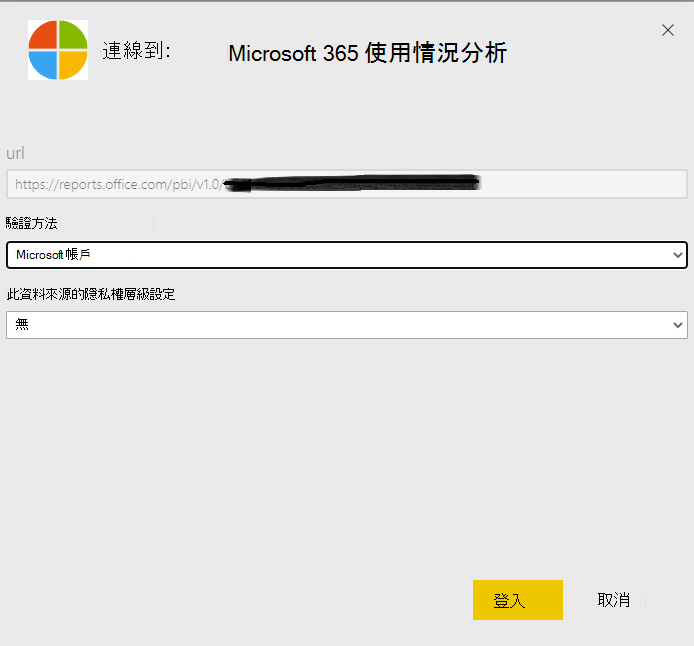 連線到:
Microsoft 365 使用情況分析
url
https://reports.office.com/pbi/v1.0/
驗證方法
Microsoft 帳戶
此資料來源的隱私權層級設定
無
登入
取消